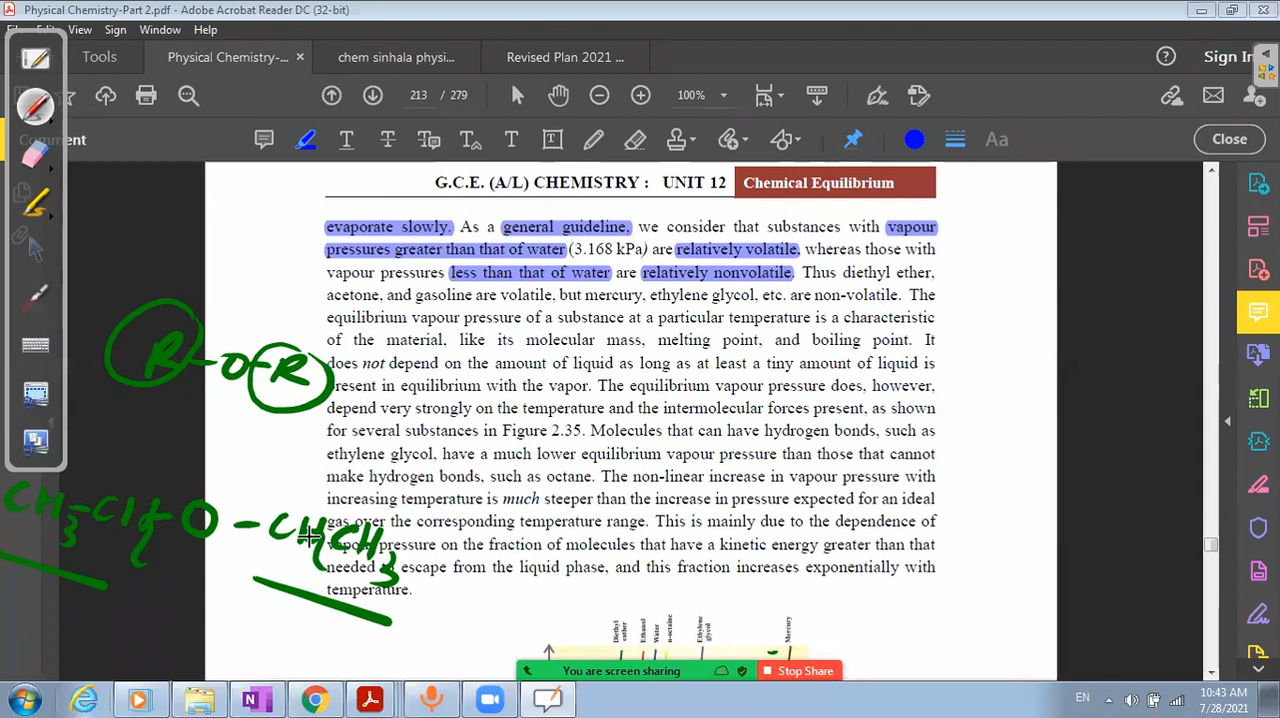 Physical Chemistry-Part 2.pdf - Adobe Acrobat Reader DC (32-bit)
View Sign Window Help
Tools
Physical Chemistry-... ×
chem sinhala physi...
Revised Plan 2021 ...
Sign In
213 / 279
100%
Close
G.C.E. (A/L) CHEMISTRY : UNIT 12 Chemical Equilibrium
evaporate slowly. As a general guideline, we consider that substances with vapour
pressures greater than that of water (3.168 kPa) are relatively volatile, whereas those with
vapour pressures less than that of water are relatively nonvolatile. Thus diethyl ether,
acetone, and gasoline are volatile, but mercury, ethylene glycol, etc. are non-volatile. The
equilibrium vapour pressure of a substance at a particular temperature is a characteristic
of the material, like its molecular mass, melting point, and boiling point. It
does not depend on the amount of liquid as long as at least a tiny amount of liquid is
present in equilibrium with the vapor. The equilibrium vapour pressure does, however,
depend very strongly on the temperature and the intermolecular forces present, as shown
for several substances in Figure 2.35. Molecules that can have hydrogen bonds, such as
ethylene glycol, have a much lower equilibrium vapour pressure than those that cannot
make hydrogen bonds, such as octane. The non-linear increase in vapour pressure with
increasing temperature is much steeper than the increase in pressure expected for an ideal
gas over the corresponding temperature range. This is mainly due to the dependence of
vapour pressure on the fraction of molecules that have a kinetic energy greater than that
needed to escape from the liquid phase, and this fraction increases exponentially with
temperature.
R-O-R
CH3-CH2-O-CH2CH3
Diethyl eather
Ethanol
Water
n-octaine
Ethylene glycol
Mercury
You are screen sharing
Stop Share
EN
10:43 AM
7/28/2021